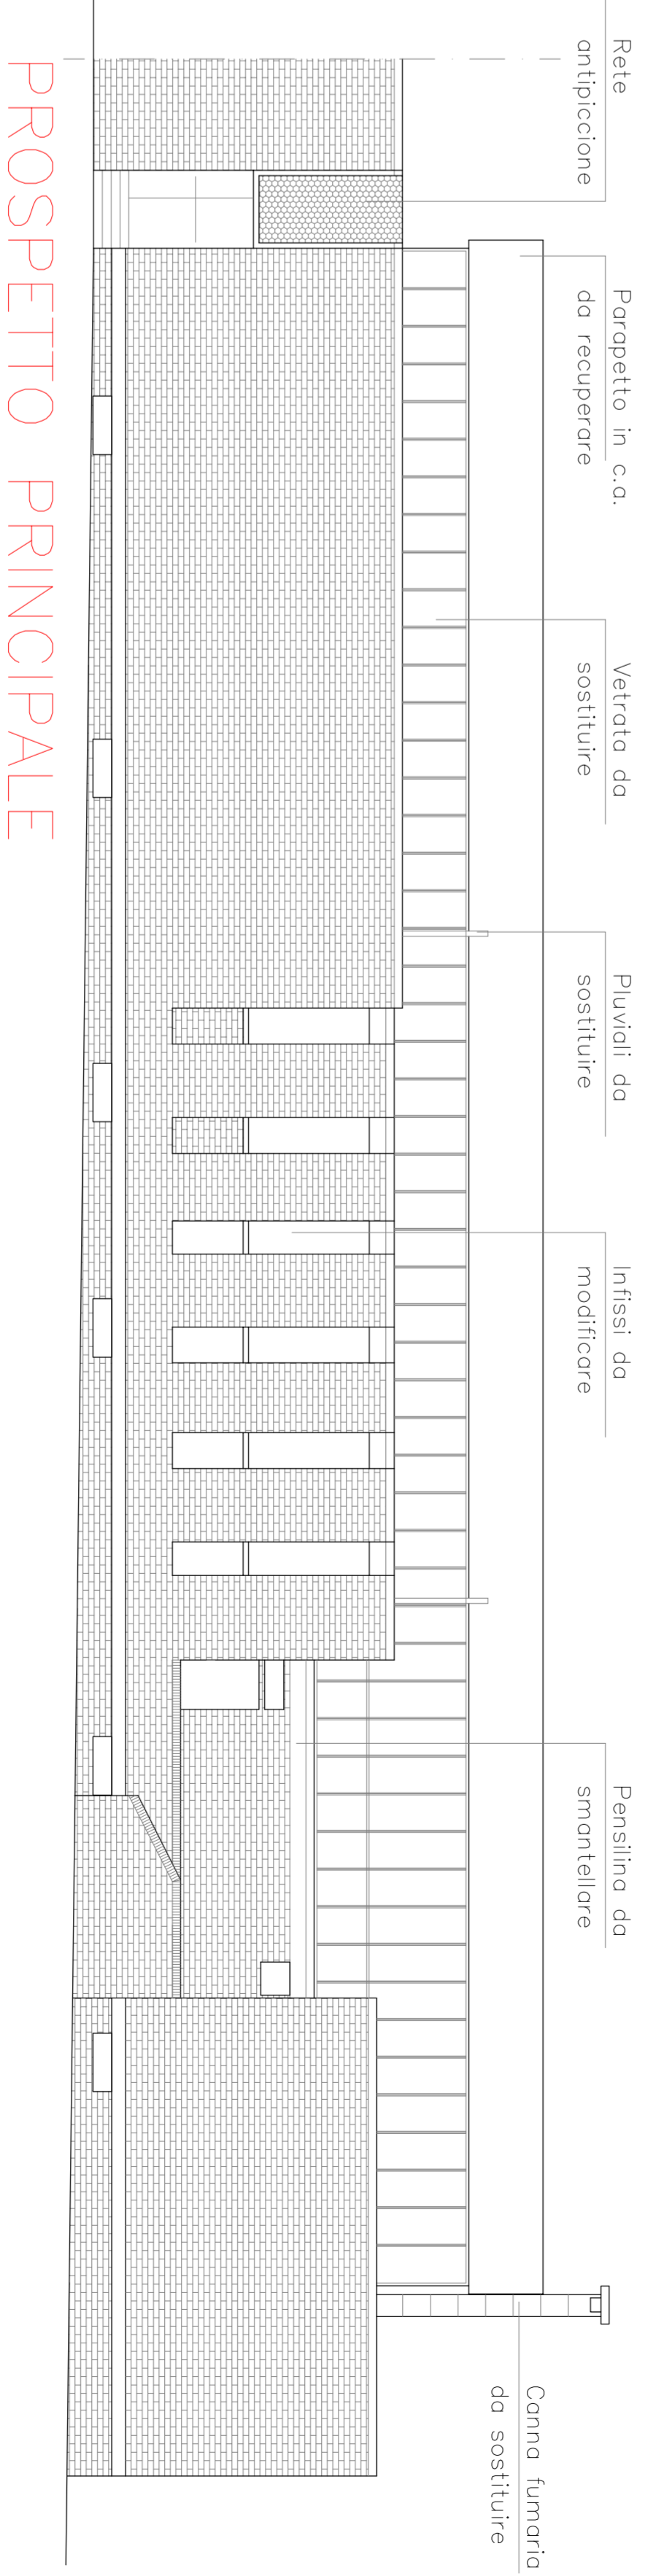 Rete
antipiccione
Parapetto in c.a.
da recuperare
Vetrata da
sostituire
Pluviali da
sostituire
Infissi da
modificare
Pensilina da
smantellare
Canna fumaria
da sostituire
PROSPETTO PRINCIPALE